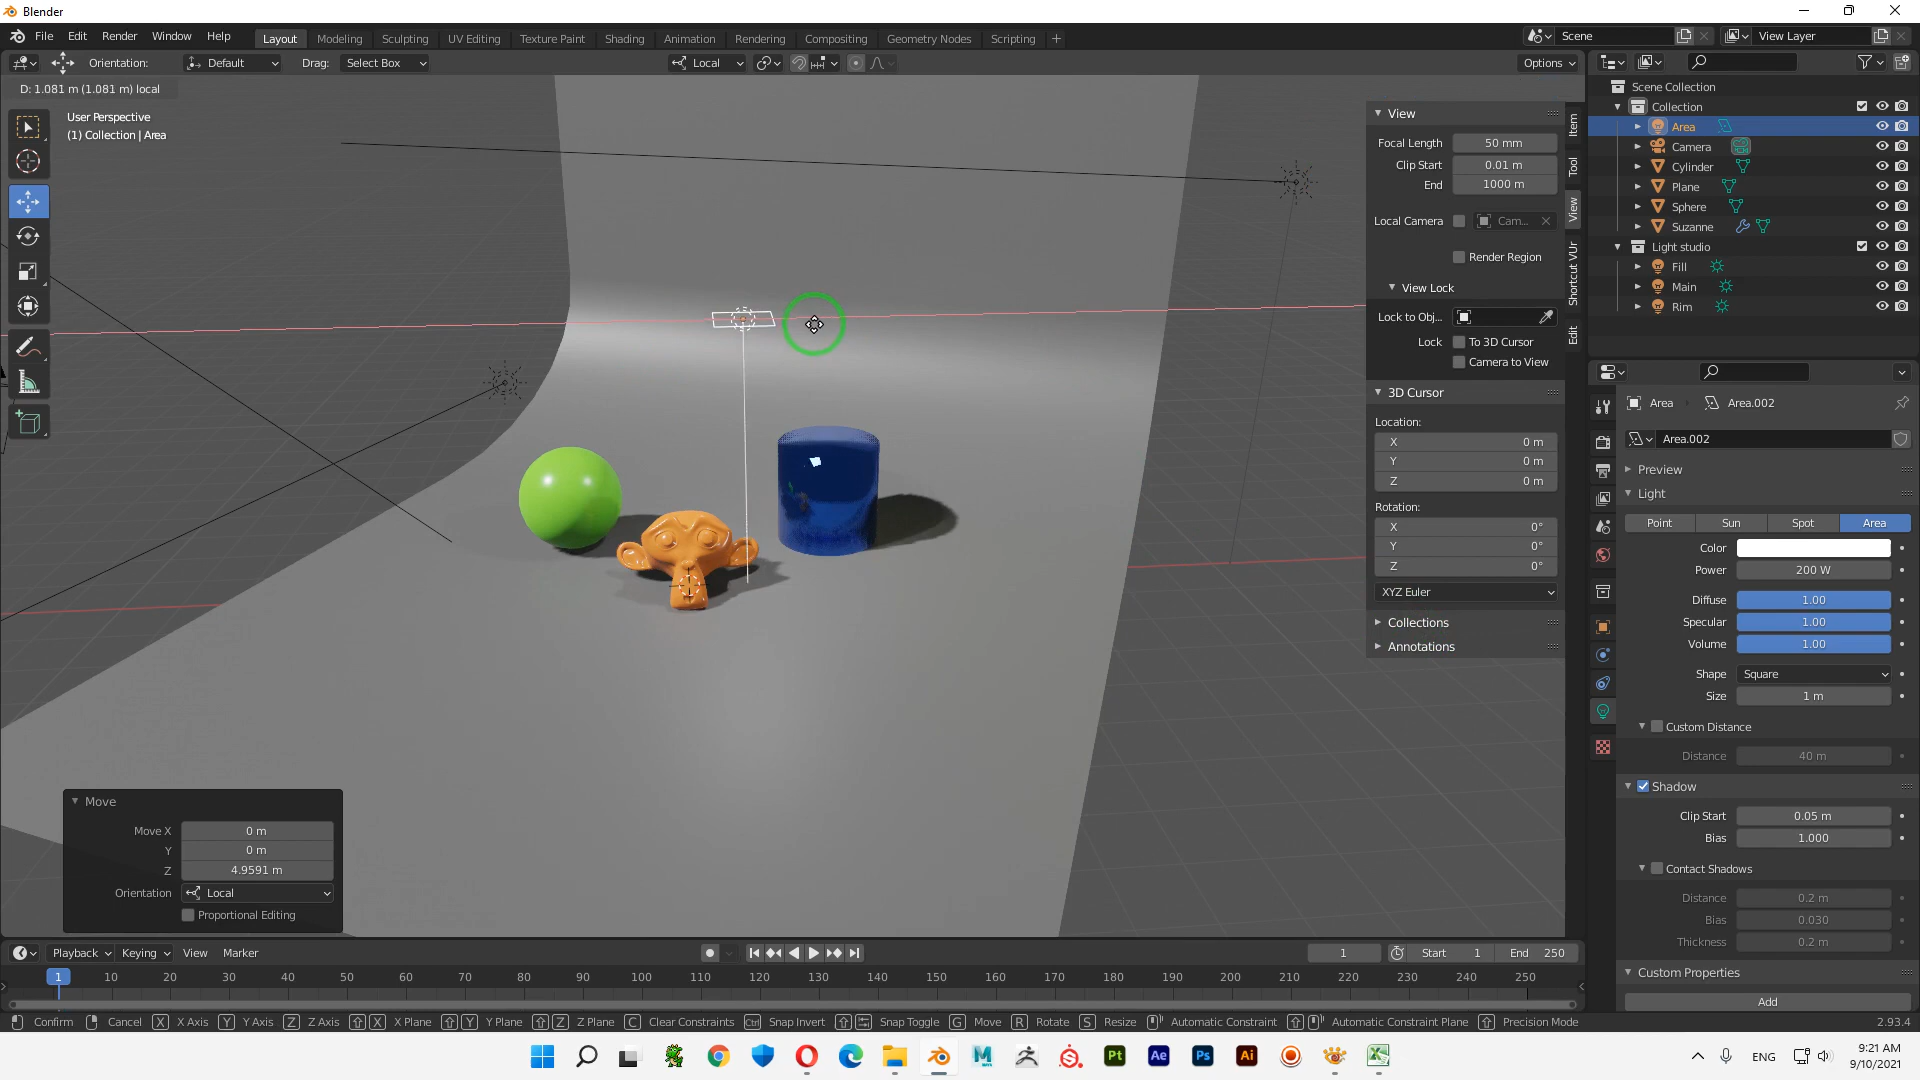 Blender
File Edit Render Window Help
Layout Modeling Sculpting UV Editing Texture Paint Shading Animation Rendering Compositing Geometry Nodes Scripting +
Scene
View Layer
Orientation: Default Drag: Select Box
Local
Options
D: 1.081 m (1.081 m) local
User Perspective
(1) Collection | Area
View
Focal Length 50 mm
Clip Start 0.01 m
End 1000 m
Local Camera Cam...
Render Region
View Lock
Lock to Obj...
Lock To 3D Cursor
Camera to View
3D Cursor
Location:
X 0 m
Y 0 m
Z 0 m
Rotation:
X 0°
Y 0°
Z 0°
XYZ Euler
Collections
Annotations
Item
Tool
View
Shortcut VUr
Edit
Scene Collection
Collection
Area
Camera
Cylinder
Plane
Sphere
Suzanne
Light studio
Fill
Main
Rim
Area Area.002
Area.002
Preview
Light
Point Sun Spot Area
Color
Power 200 W
Diffuse 1.00
Specular 1.00
Volume 1.00
Shape Square
Size 1 m
Custom Distance
Distance 40 m
Shadow
Clip Start 0.05 m
Bias 1.000
Contact Shadows
Distance 0.2 m
Bias 0.030
Thickness 0.2 m
Custom Properties
Add
Move
Move X 0 m
Y 0 m
Z 4.9591 m
Orientation Local
Proportional Editing
Playback Keying View Marker
1 Start 1 End 250
1 10 20 30 40 50 60 70 80 90 100 110 120 130 140 150 160 170 180 190 200 210 220 230 240 250
Confirm Cancel X X Axis Y Y Axis Z Z Axis X X Plane Y Y Plane Z Z Plane C Clear Constraints Ctrl Snap Invert Snap Toggle G Move R Rotate S Resize Automatic Constraint Automatic Constraint Plane Precision Mode 2.93.4
M Pt Ae Ps Ai
ENG
9:21 AM
9/10/2021